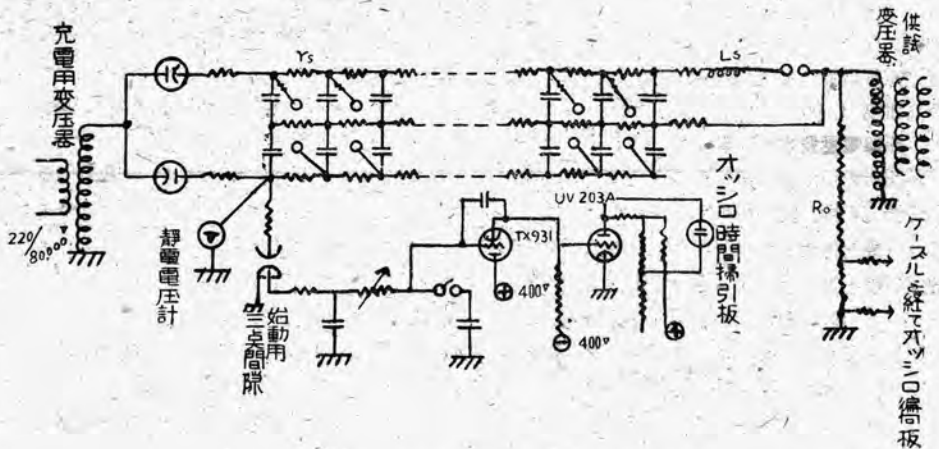 充電用変圧器
220/80000v
静電電圧計
始動用
三点間隙
rs
Ls
供試
変圧器
Ro
UV 203A
TX931
400v
400v
オッシロ時間掃引板
ケーブルを経てオッシロ偏向板